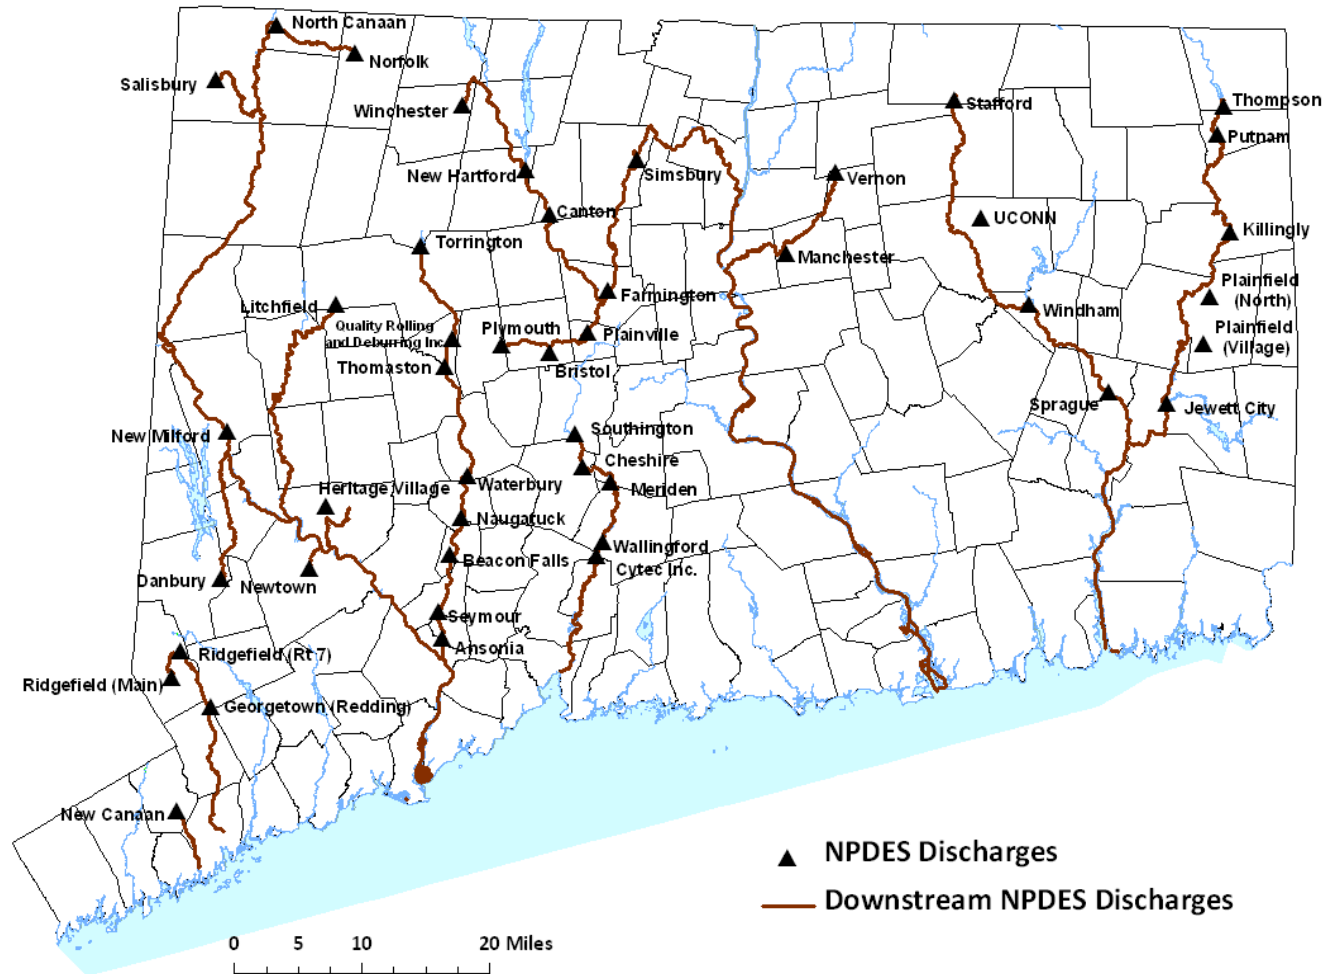 North Canaan
Norfolk
Salisbury
Winchester
Stafford
Thompson
Putnam
New Hartford
Simsbury
Vernon
Canton
UCONN
Killingly
Torrington
Manchester
Plainfield
(North)
Litchfield
Farmington
Windham
Quality Rolling
and Deburring Inc.
Plymouth
Plainville
Plainfield
(Village)
Thomaston
Bristol
Sprague
Jewett City
New Milford
Southington
Cheshire
Heritage Village
Waterbury
Meriden
Naugatuck
Wallingford
Beacon Falls
Cytec Inc.
Danbury
Newtown
Seymour
Ansonia
Ridgefield (Rt 7)
Ridgefield (Main)
Georgetown (Redding)
New Canaan
NPDES Discharges
Downstream NPDES Discharges
0 5 10 20 Miles